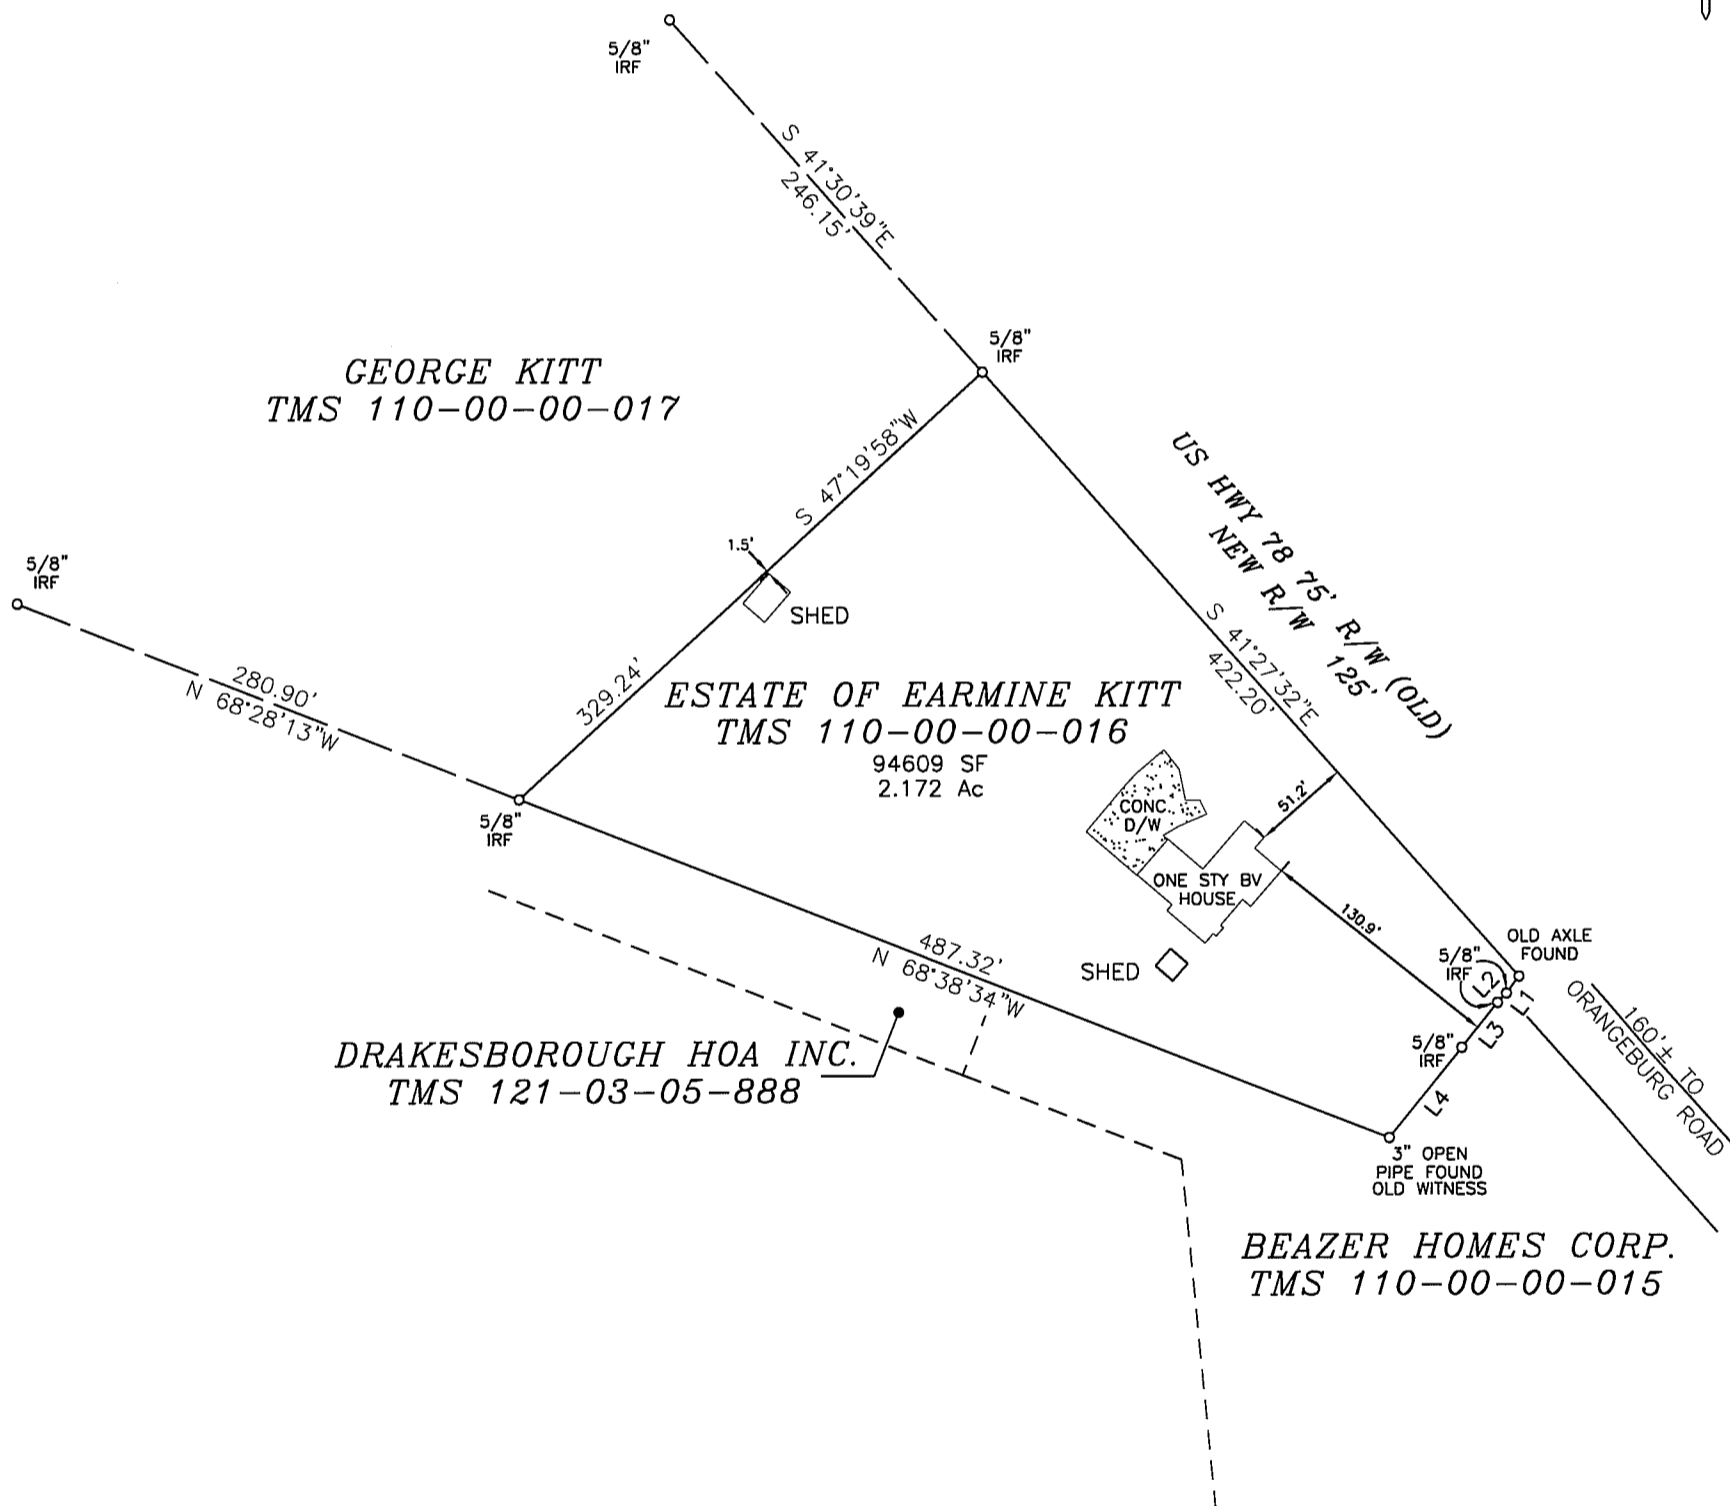 5/8"
IRF
S 41°30'39"E
246.15'
5/8"
IRF
GEORGE KITT
TMS 110-00-00-017
S 47°19'58"W
329.24'
US HWY 78 75' R/W (OLD)
NEW R/W 125'
1.5'
SHED
5/8"
IRF
280.90'
N 68°28'13"W
S 41°27'32"E
422.20'
ESTATE OF EARMINE KITT
TMS 110-00-00-016
94609 SF
2.172 Ac
5/8"
IRF
CONC.
D/W
51.2'
ONE STY BV
HOUSE
130.9'
SHED
OLD AXLE
FOUND
5/8"
IRF
L2
L1
L3
5/8"
IRF
L4
160'± TO
ORANGEBURG ROAD
487.32'
N 68°38'34"W
DRAKESBOROUGH HOA INC.
TMS 121-03-05-888
3" OPEN
PIPE FOUND
OLD WITNESS
BEAZER HOMES CORP.
TMS 110-00-00-015